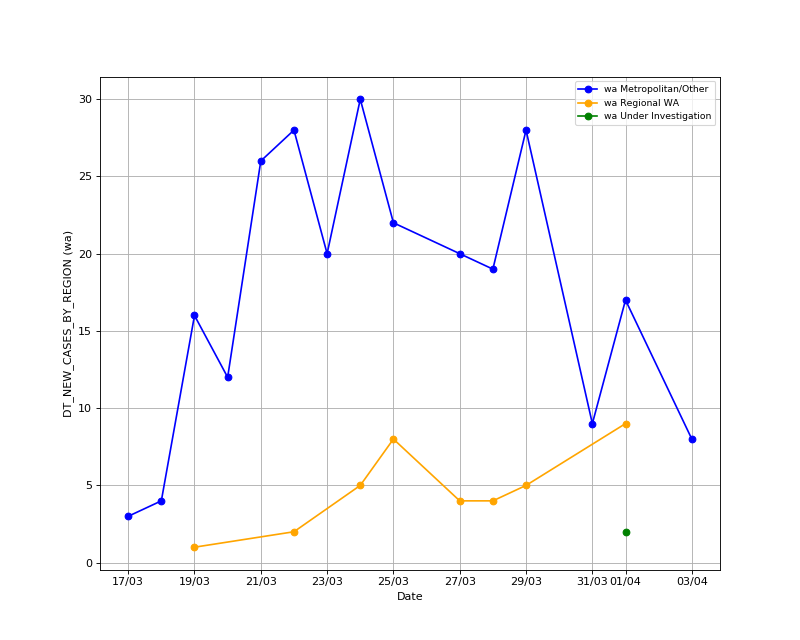 wa Metropolitan/Other
wa Regional WA
wa Under Investigation
DT_NEW_CASES_BY_REGION (wa)
30
25
20
15
10
5
0
17/03 19/03 21/03 23/03 25/03 27/03 29/03 31/03 01/04 03/04
Date